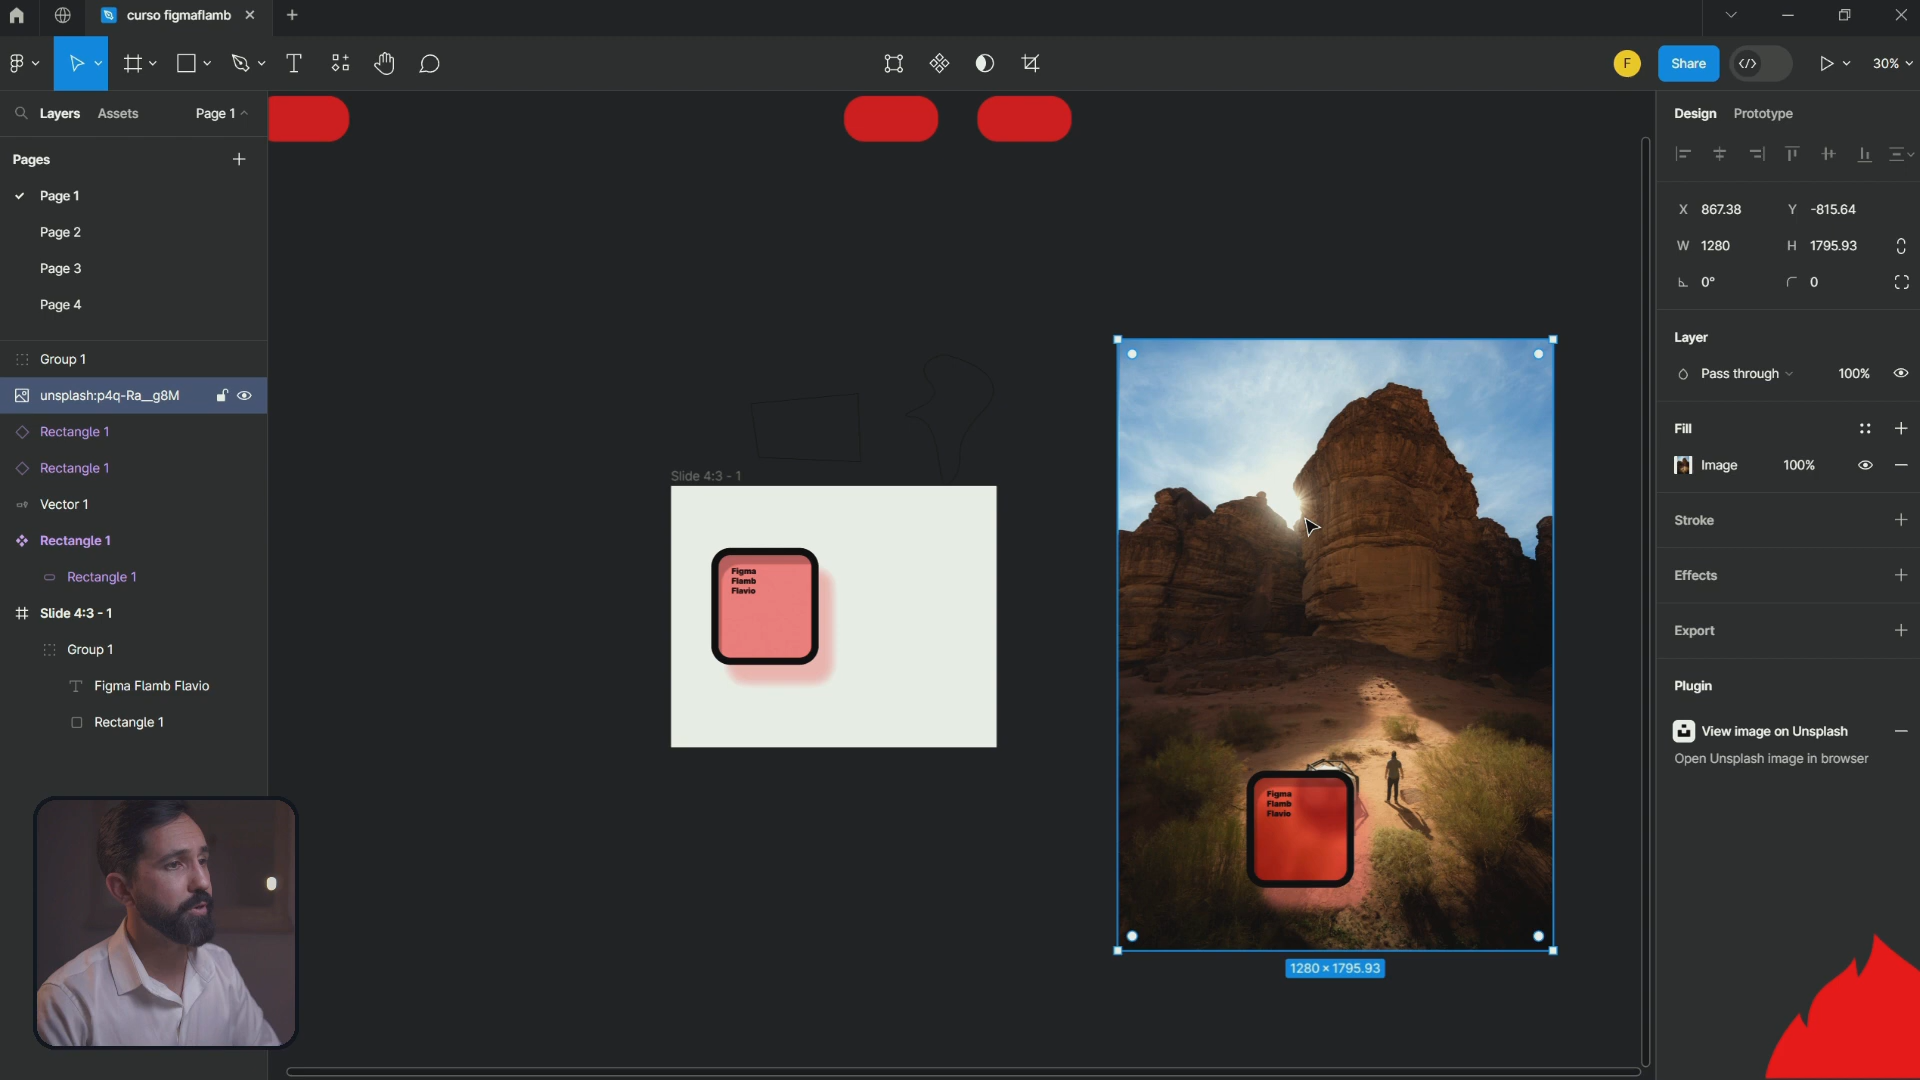 curso figmaflamb
F
Share
30%
Layers
Assets
Page 1
Design
Prototype
Pages
Page 1
Page 2
Page 3
Page 4
X 867.38
Y -815.64
W 1280
H 1795.93
0°
0
Group 1
unsplash:p4q-Ra__g8M
Rectangle 1
Rectangle 1
Vector 1
Rectangle 1
Rectangle 1
Slide 4:3 - 1
Group 1
Figma Flamb Flavio
Rectangle 1
Slide 4:3 - 1
Figma
Flamb
Flavio
Figma
Flamb
Flavio
1280 × 1795.93
Layer
Pass through
100%
Fill
Image
100%
Stroke
Effects
Export
Plugin
View image on Unsplash
Open Unsplash image in browser